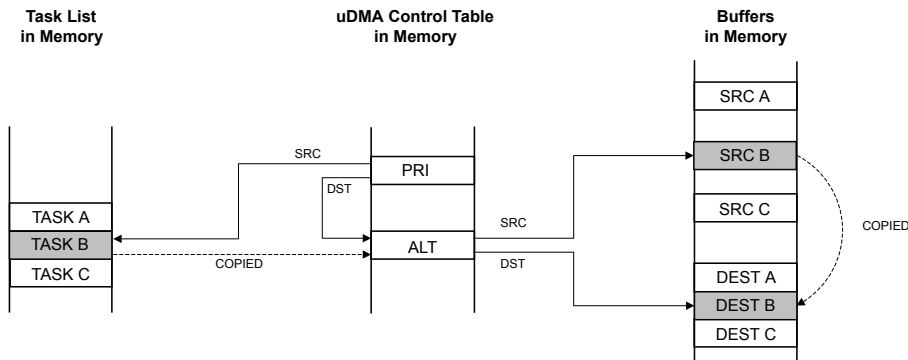 Task List
in Memory
uDMA Control Table
in Memory
Buffers
in Memory
SRC A
SRC
SRC B
PRI
DST
TASK A
SRC C
SRC
COPIED
TASK B
ALT
COPIED
DST
TASK C
DEST A
DEST B
DEST C